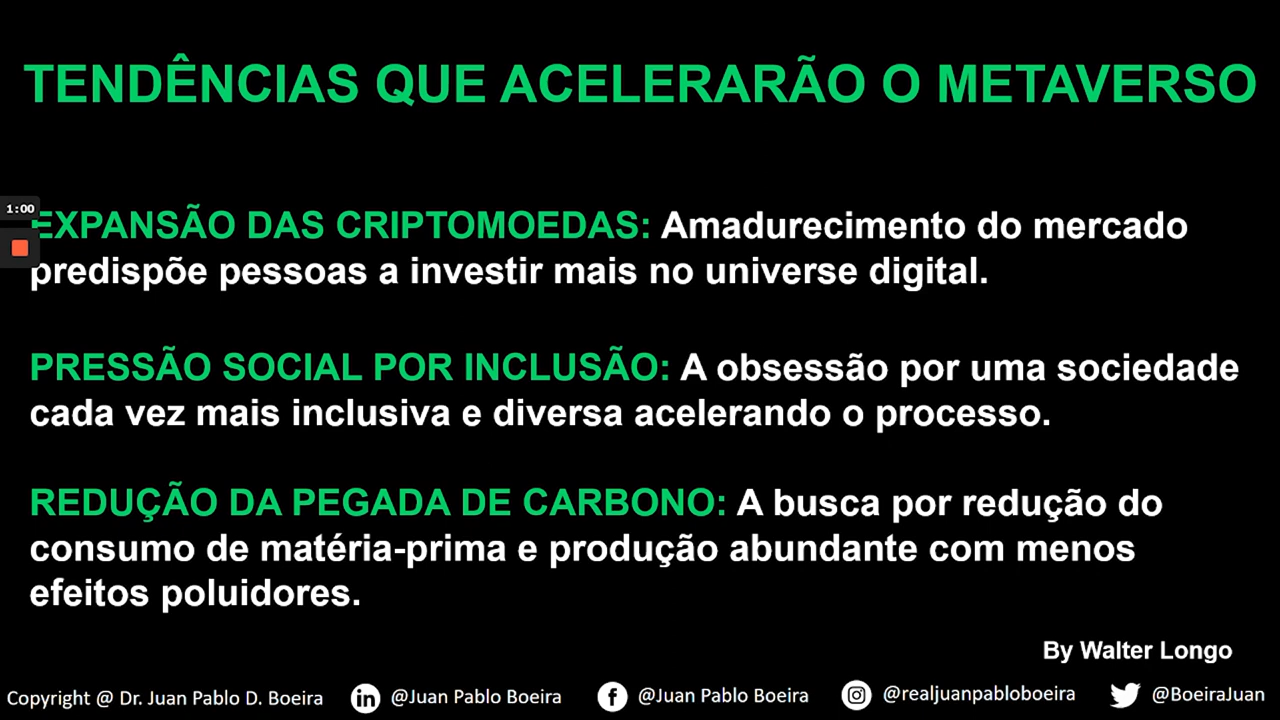 TENDÊNCIAS QUE ACELERARÃO O METAVERSO
1:00
EXPANSÃO DAS CRIPTOMOEDAS: Amadurecimento do mercado
predispõe pessoas a investir mais no universe digital.
PRESSÃO SOCIAL POR INCLUSÃO: A obsessão por uma sociedade
cada vez mais inclusiva e diversa acelerando o processo.
REDUÇÃO DA PEGADA DE CARBONO: A busca por redução do
consumo de matéria-prima e produção abundante com menos
efeitos poluidores.
By Walter Longo
Copyright @ Dr. Juan Pablo D. Boeira in @Juan Pablo Boeira f @Juan Pablo Boeira @realjuanpabloboeira @BoeiraJuan